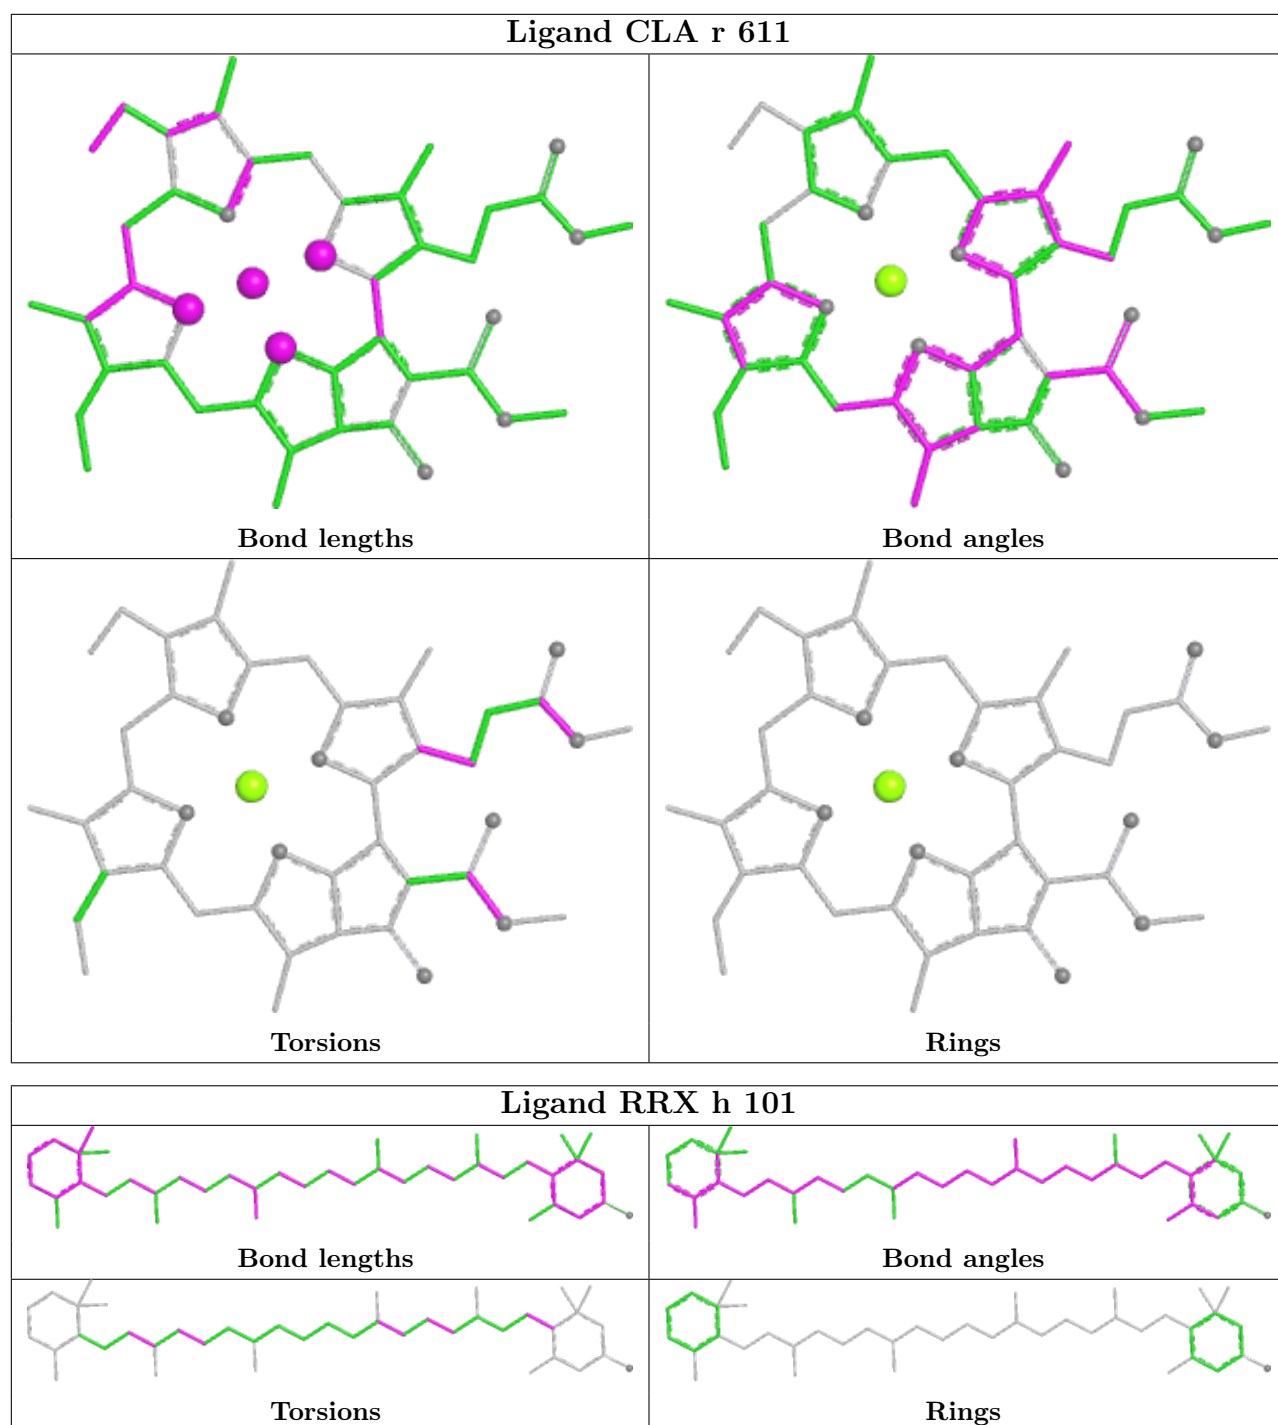 Ligand CLA r 611
Bond lengths
Bond angles
Torsions
Rings
Ligand RRX h 101
Bond lengths
Bond angles
Torsions
Rings